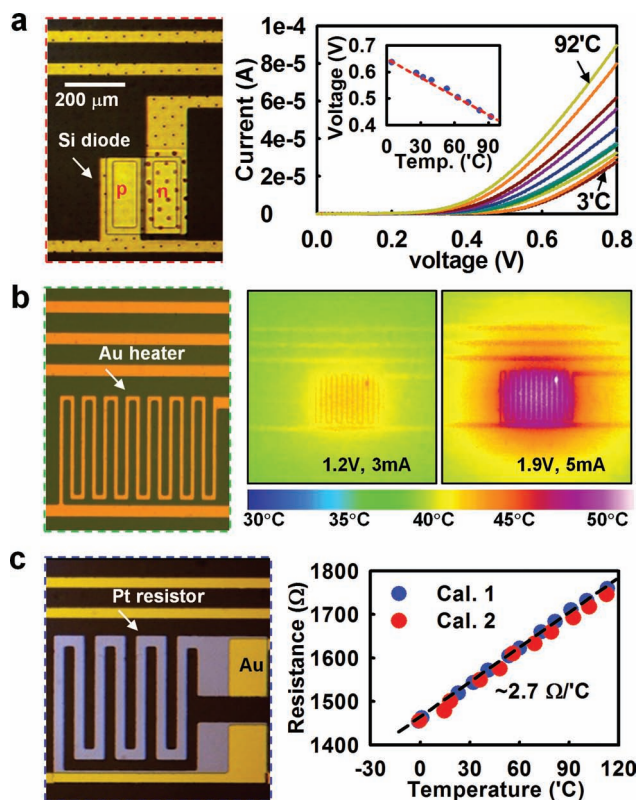 a
200 µm
Si diode
p
n
Current (A)
8e-5
6e-5
4e-5
2e-5
0
0.0
0.2
0.4
0.6
0.8
voltage (V)
92'C
3'C
Voltage (V)
0.7
0.6
0.5
0.4
0
30
60
90
Temp. ('C)
b
Au heater
1.2V, 3mA
1.9V, 5mA
30°C
35°C
40°C
45°C
50°C
c
Pt resistor
Au
Resistance (Ω)
1800
1700
1600
1500
1400
Cal. 1
Cal. 2
~2.7 Ω/'C
-30
0
30
60
90
120
Temperature ('C)